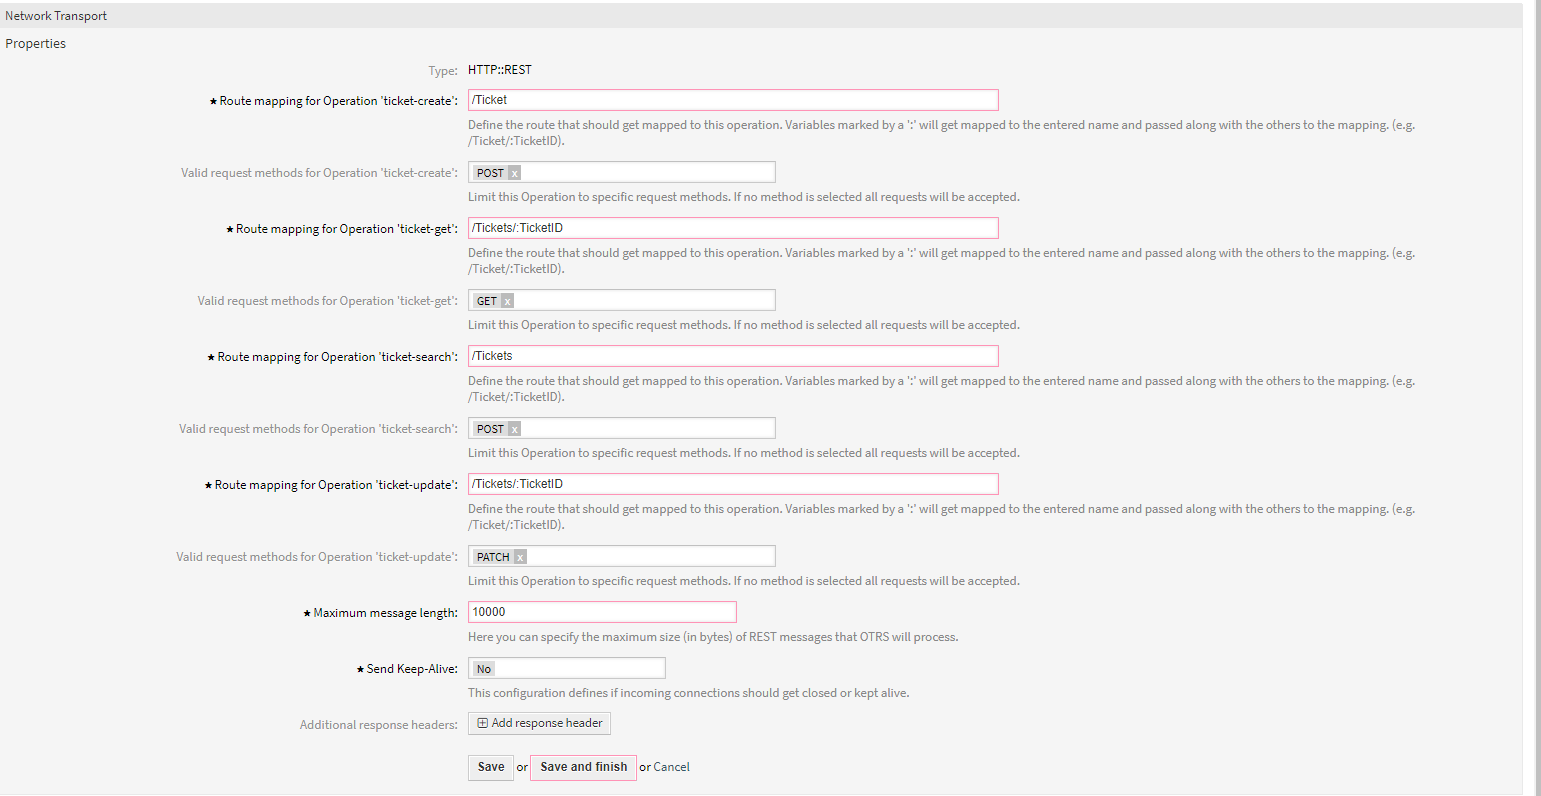 Network Transport
Properties
Type: HTTP::REST
★ Route mapping for Operation 'ticket-create': /Ticket
Define the route that should get mapped to this operation. Variables marked by a ':' will get mapped to the entered name and passed along with the others to the mapping. (e.g.
/Ticket/:TicketID).
Valid request methods for Operation 'ticket-create': POST x
Limit this Operation to specific request methods. If no method is selected all requests will be accepted.
★ Route mapping for Operation 'ticket-get': /Tickets/:TicketID
Define the route that should get mapped to this operation. Variables marked by a ':' will get mapped to the entered name and passed along with the others to the mapping. (e.g.
/Ticket/:TicketID).
Valid request methods for Operation 'ticket-get': GET x
Limit this Operation to specific request methods. If no method is selected all requests will be accepted.
★ Route mapping for Operation 'ticket-search': /Tickets
Define the route that should get mapped to this operation. Variables marked by a ':' will get mapped to the entered name and passed along with the others to the mapping. (e.g.
/Ticket/:TicketID).
Valid request methods for Operation 'ticket-search': POST x
Limit this Operation to specific request methods. If no method is selected all requests will be accepted.
★ Route mapping for Operation 'ticket-update': /Tickets/:TicketID
Define the route that should get mapped to this operation. Variables marked by a ':' will get mapped to the entered name and passed along with the others to the mapping. (e.g.
/Ticket/:TicketID).
Valid request methods for Operation 'ticket-update': PATCH x
Limit this Operation to specific request methods. If no method is selected all requests will be accepted.
★ Maximum message length: 10000
Here you can specify the maximum size (in bytes) of REST messages that OTRS will process.
★ Send Keep-Alive: No
This configuration defines if incoming connections should get closed or kept alive.
Additional response headers: Add response header
Save or Save and finish or Cancel